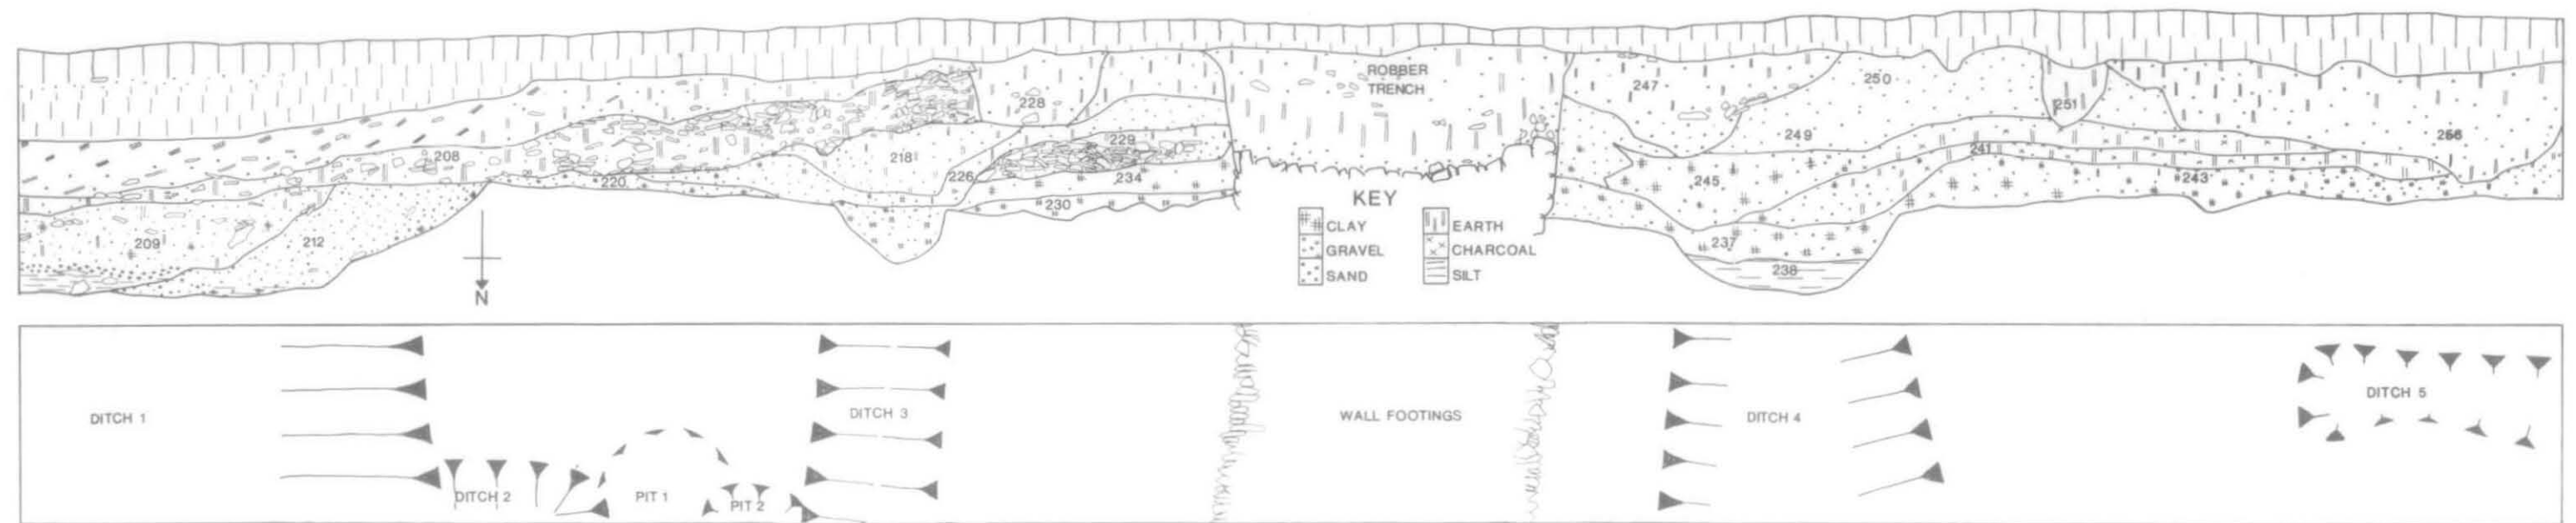 ROBBER
TRENCH
208
209
212
220
218
226
228
229
234
230
247
250
249
251
256
245
241
243
237
238
N
KEY
CLAY
EARTH
GRAVEL
CHARCOAL
SAND
SILT
DITCH 1
DITCH 2
PIT 1
PIT 2
DITCH 3
WALL FOOTINGS
DITCH 4
DITCH 5